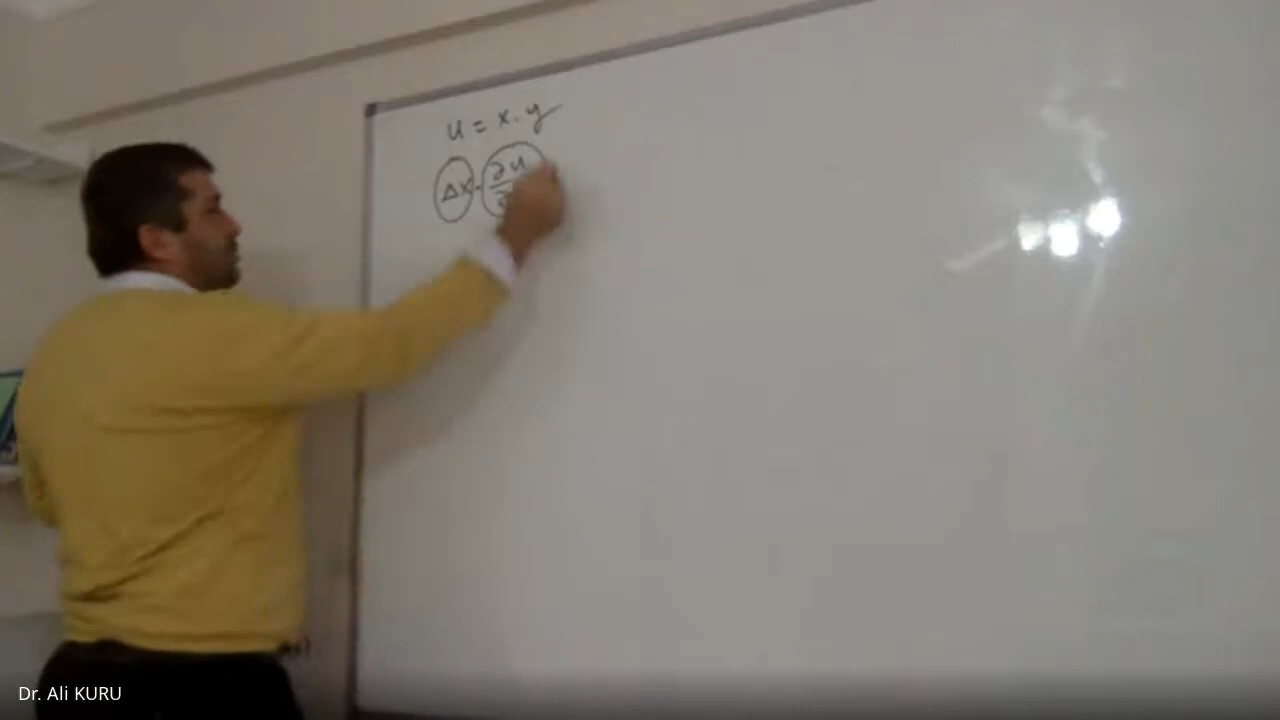 u = x . y
Δx . ∂u
∂
Dr. Ali KURU